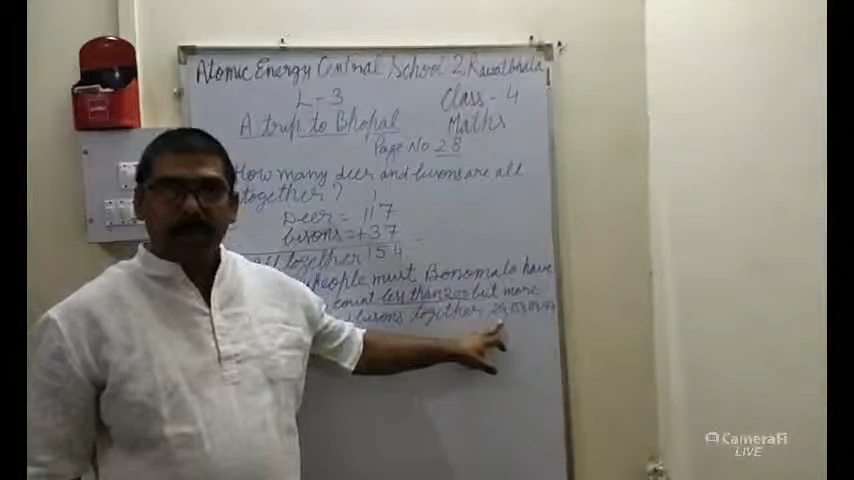 Atomic Energy Central School 2 Rawatbhata
L-3
Class - 4
A trip to Bhopal
Maths
Page No 28
How many deer and bisons are all
together?
1
Deer = 117
bisons = +37
together 154
people must Bonomala have
count less than 200 but more
bisons together
CameraFi
LIVE